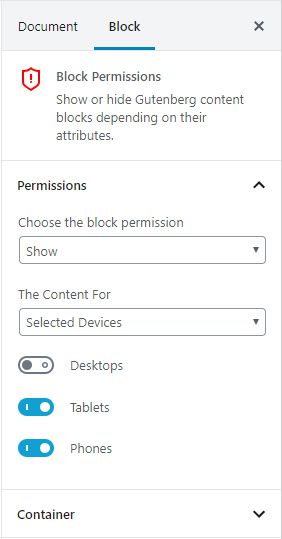 Document Block
Block Permissions
Show or hide Gutenberg content
blocks depending on their
attributes.
Permissions
Choose the block permission
Show
The Content For
Selected Devices
Desktops
Tablets
Phones
Container